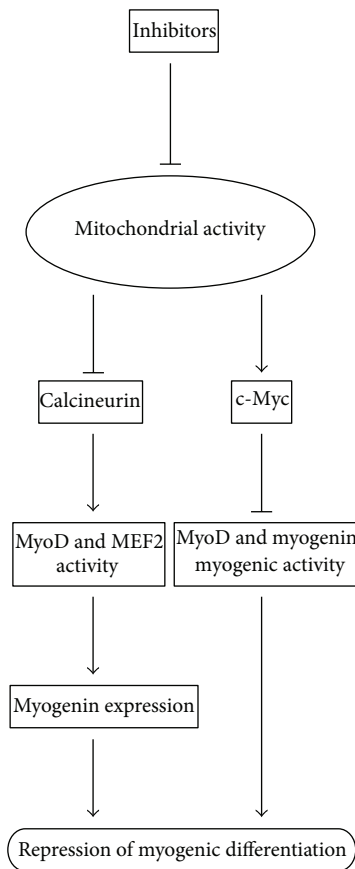 Inhibitors
Mitochondrial activity
Calcineurin
c-Myc
MyoD and MEF2
activity
MyoD and myogenin
myogenic activity
Myogenin expression
Repression of myogenic differentiation